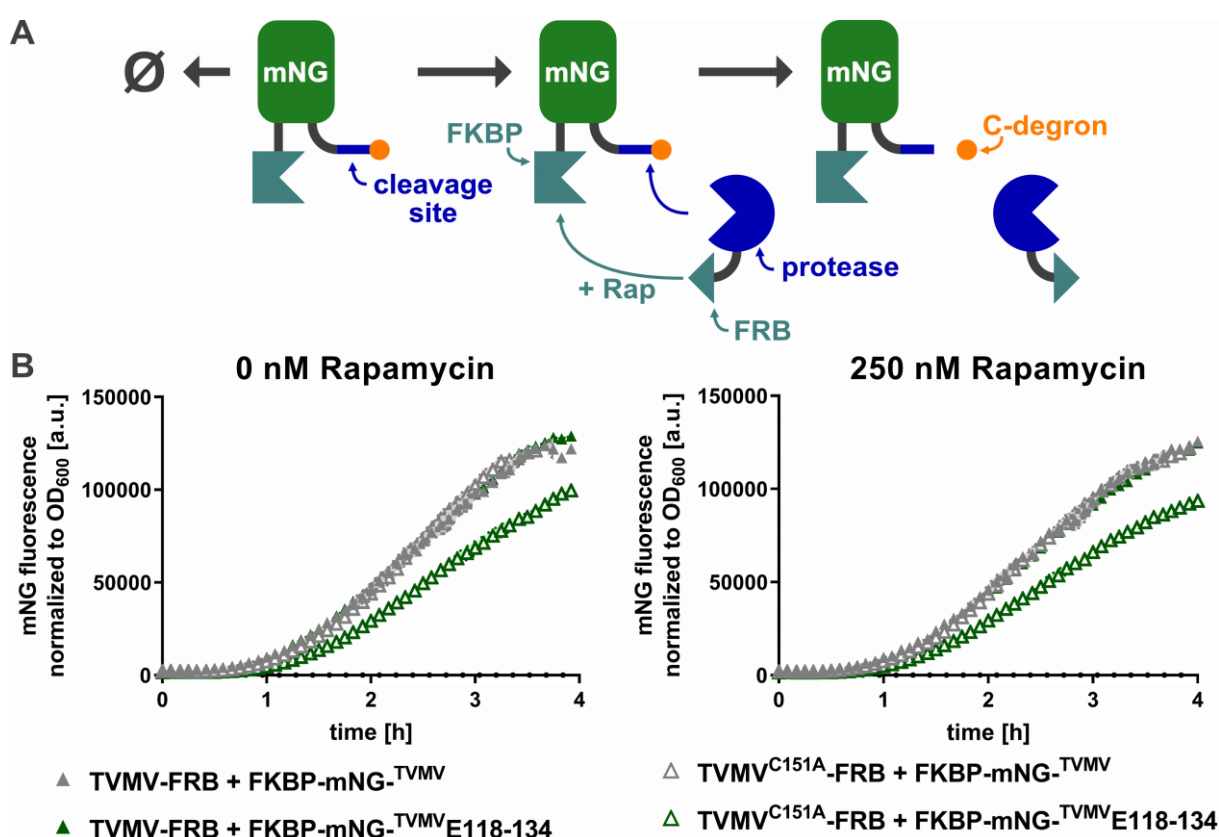 A
Ø
mNG
mNG
mNG
FKBP
C-degron
cleavage
site
protease
+ Rap
FRB
B
0 nM Rapamycin
250 nM Rapamycin
mNG fluorescence
normalized to OD600 [a.u.]
150000
100000
50000
0
0 1 2 3 4
time [h]
mNG fluorescence
normalized to OD600 [a.u.]
150000
100000
50000
0
0 1 2 3 4
time [h]
TVMV-FRB + FKBP-mNG-TVMV
TVMV-FRB + FKBP-mNG-TVMVE118-134
TVMVC151A-FRB + FKBP-mNG-TVMV
TVMVC151A-FRB + FKBP-mNG-TVMVE118-134